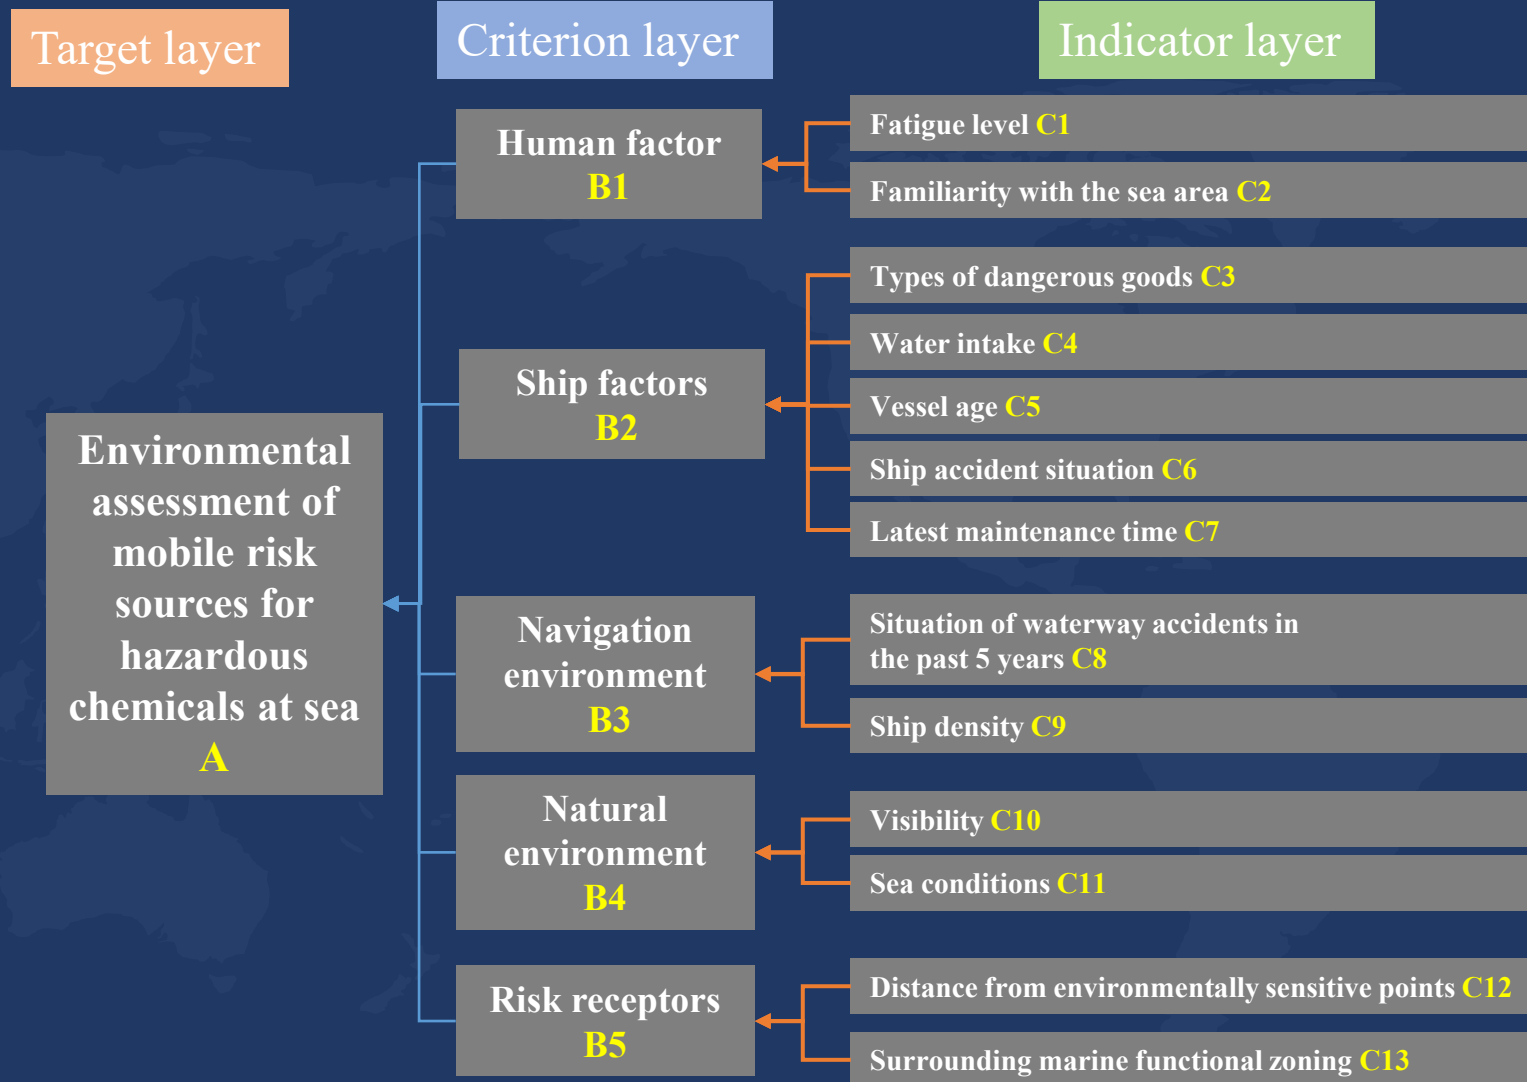 Target layer
Criterion layer
Indicator layer
Environmental
assessment of
mobile risk
sources for
hazardous
chemicals at sea
A
Human factor
B1
Fatigue level C1
Familiarity with the sea area C2
Ship factors
B2
Types of dangerous goods C3
Water intake C4
Vessel age C5
Ship accident situation C6
Latest maintenance time C7
Navigation
environment
B3
Situation of waterway accidents in
the past 5 years C8
Ship density C9
Natural
environment
B4
Visibility C10
Sea conditions C11
Risk receptors
B5
Distance from environmentally sensitive points C12
Surrounding marine functional zoning C13